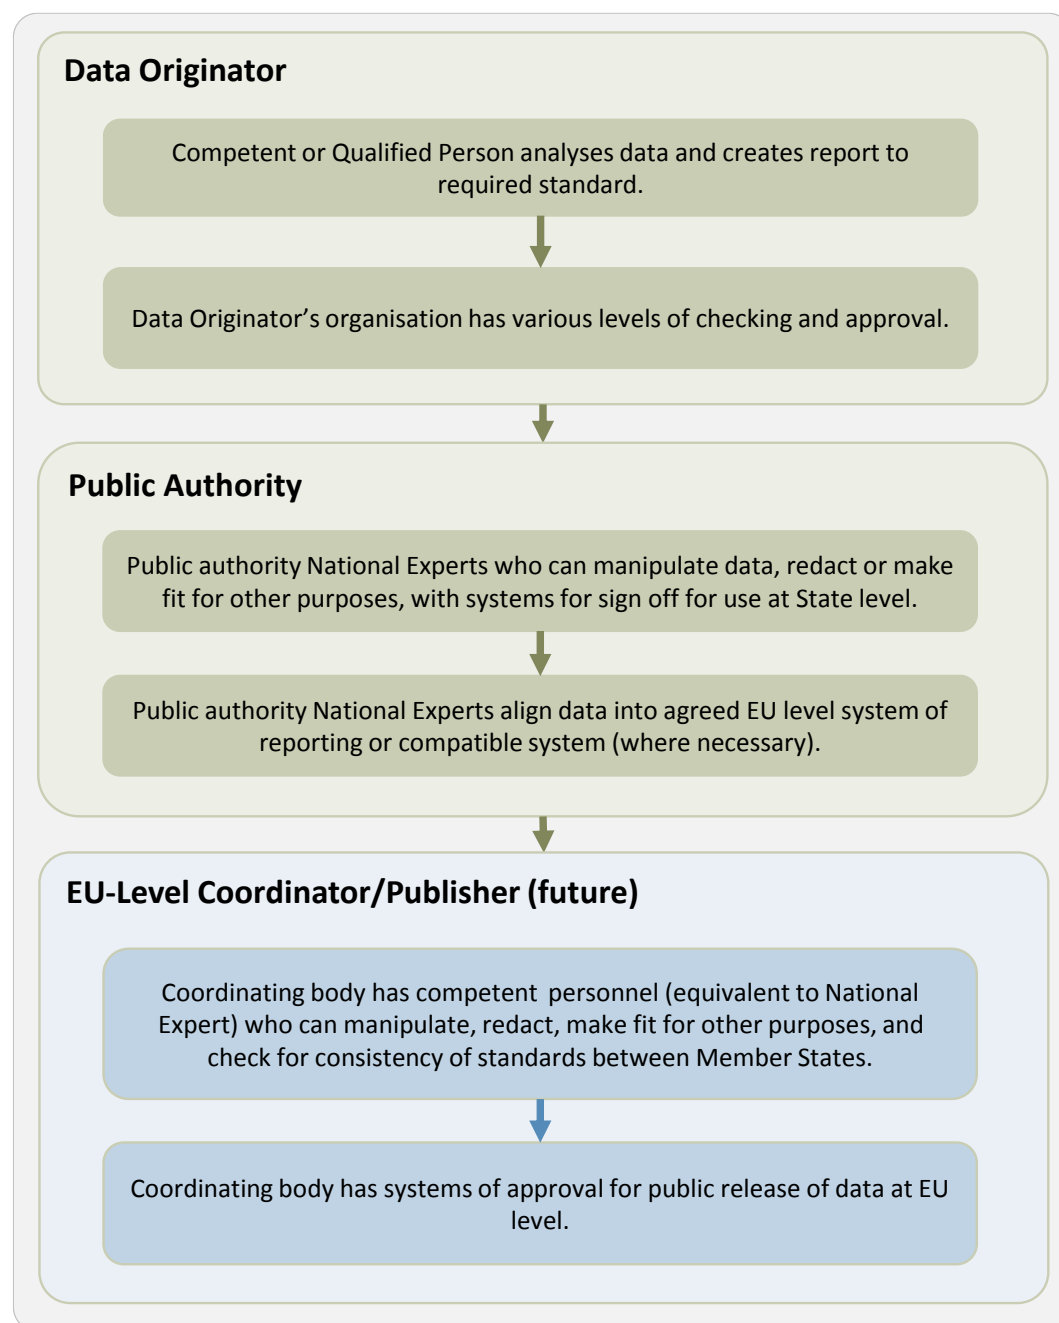 Data Originator
Competent or Qualified Person analyses data and creates report to
required standard.
Data Originator’s organisation has various levels of checking and approval.
Public Authority
Public authority National Experts who can manipulate data, redact or make
fit for other purposes, with systems for sign off for use at State level.
Public authority National Experts align data into agreed EU level system of
reporting or compatible system (where necessary).
EU-Level Coordinator/Publisher (future)
Coordinating body has competent  personnel (equivalent to National
Expert) who can manipulate, redact, make fit for other purposes, and
check for consistency of standards between Member States.
Coordinating body has systems of approval for public release of data at EU
level.